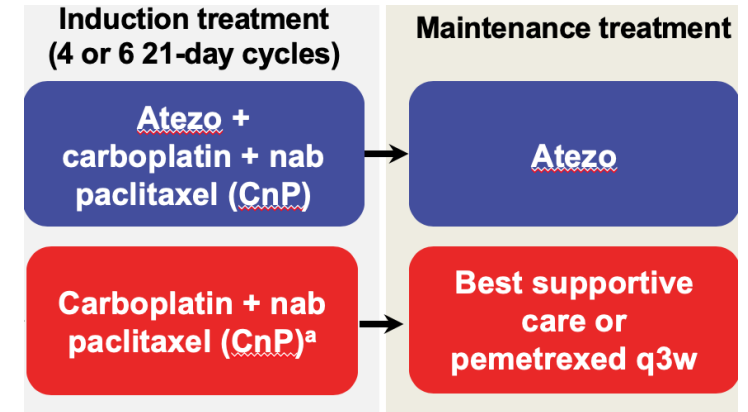 Induction treatment
(4 or 6 21-day cycles)
Maintenance treatment
Atezo +
carboplatin + nab
paclitaxel (CnP)
Atezo
Carboplatin + nab
paclitaxel (CnP)ᵃ
Best supportive
care or
pemetrexed q3w